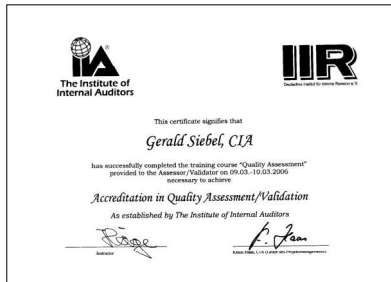 IIA
The Institute of
Internal Auditors
IIR
Deutsches Institut für Interne Revision e.V.
This certificate signifies that
Gerald Siebel, CIA
has successfully completed the training course "Quality Assessment"
provided to the Assessor/Validator on 09.03.-10.03.2006
necessary to achieve
Accreditation in Quality Assessment/Validation
As established by The Institute of Internal Auditors
Instructor